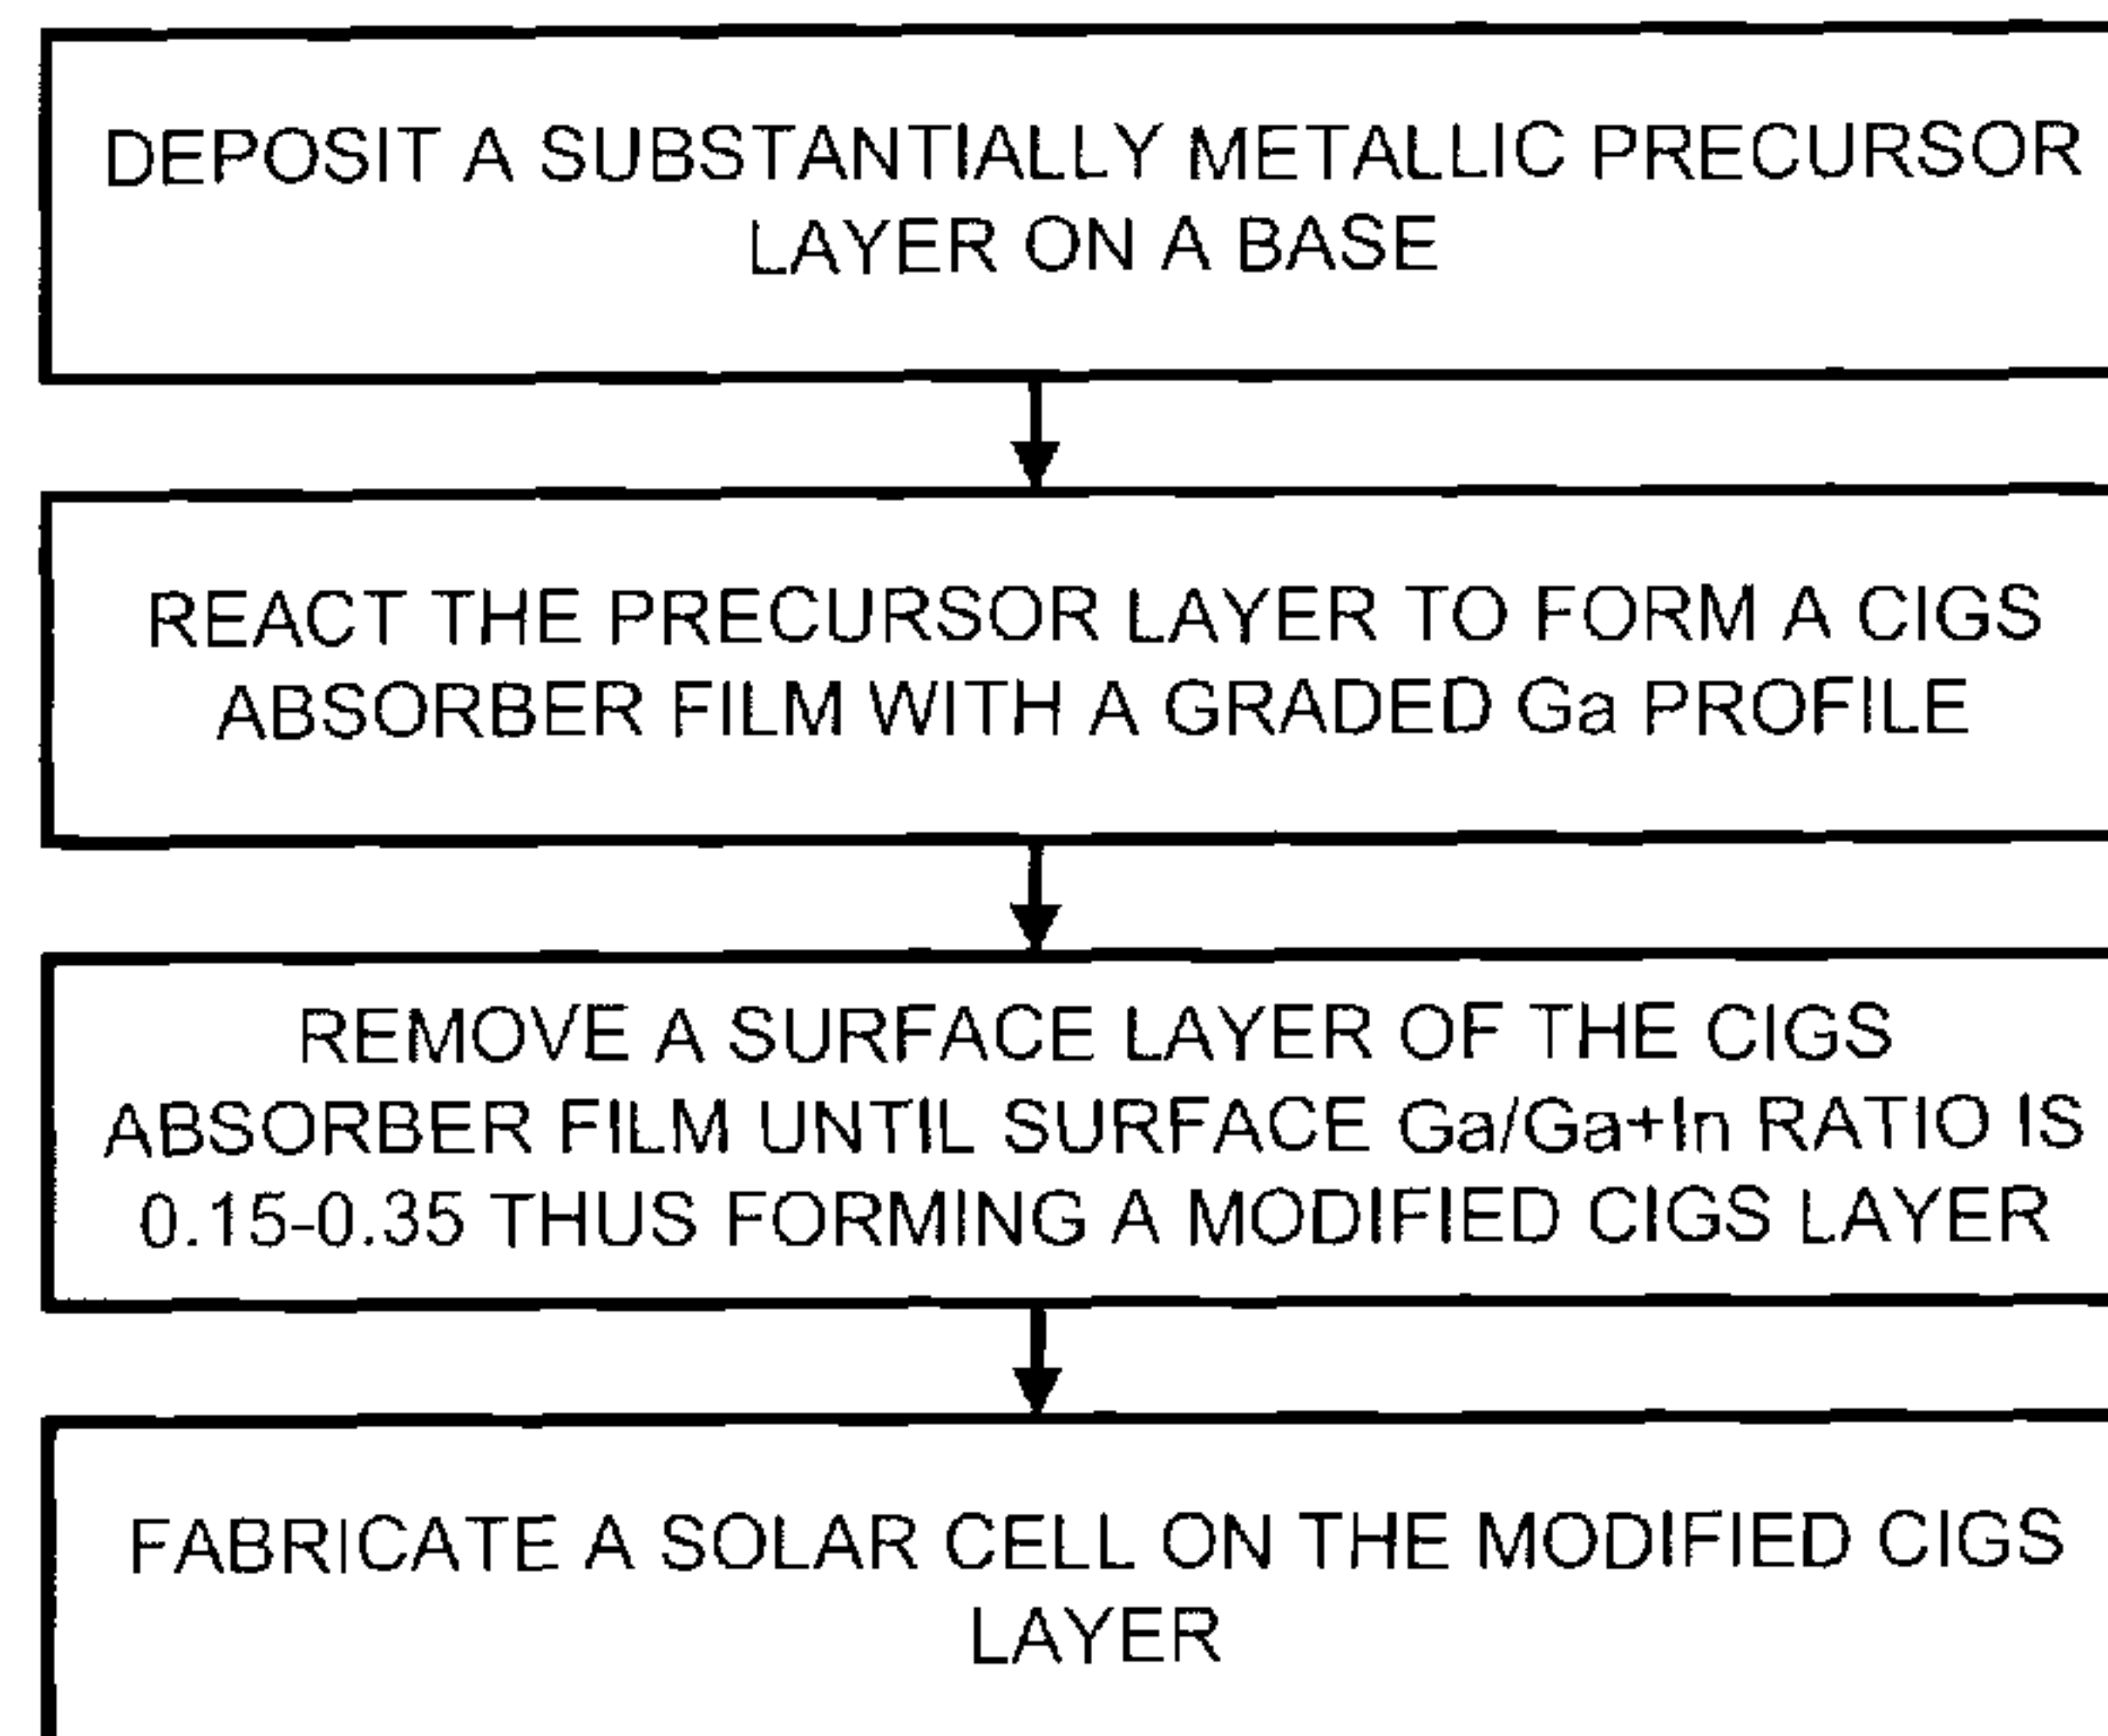 DEPOSIT A SUBSTANTIALLY METALLIC PRECURSOR
LAYER ON A BASE
REACT THE PRECURSOR LAYER TO FORM A CIGS
ABSORBER FILM WITH A GRADED Ga PROFILE
REMOVE A SURFACE LAYER OF THE CIGS
ABSORBER FILM UNTIL SURFACE Ga/Ga+In RATIO IS
0.15-0.35 THUS FORMING A MODIFIED CIGS LAYER
FABRICATE A SOLAR CELL ON THE MODIFIED CIGS
LAYER